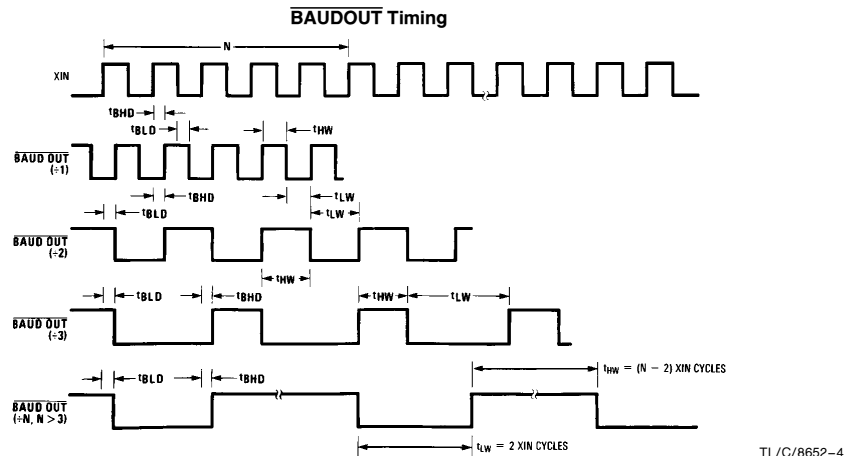 BAUDOUT Timing
N
XIN
tBHD
tBLD
tHW
BAUD OUT
(÷1)
tBHD
tLW
tBLD
tLW
BAUD OUT
(÷2)
tHW
tBLD
tBHD
tHW
tLW
BAUD OUT
(÷3)
tHW = (N − 2) XIN CYCLES
tBLD
tBHD
BAUD OUT
(÷N, N > 3)
tLW = 2 XIN CYCLES
TL/C/8652–4